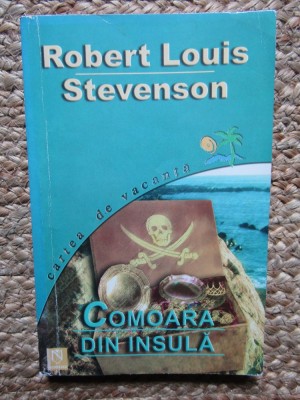 Robert Louis
Stevenson
cartea de vacanță
COMOARA
DIN INSULĂ